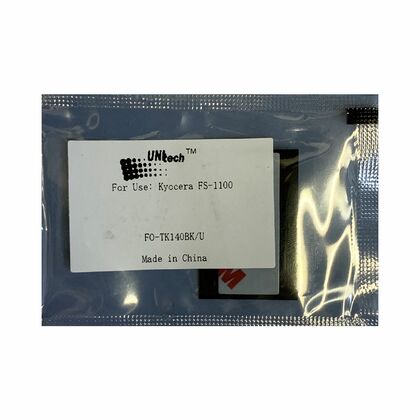 UNItech™
For Use: Kyocera FS-1100
FO-TK140BK/U
Made in China